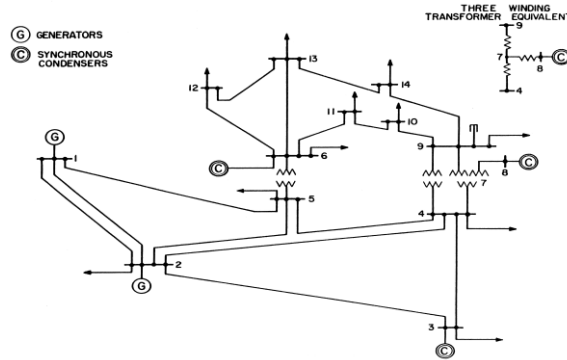 THREE WINDING
TRANSFORMER EQUIVALENT
9
7
8
C
4
G GENERATORS
C SYNCHRONOUS
CONDENSERS
13
14
12
11
10
9
C
6
G
1
7
8
C
5
4
2
G
3
C